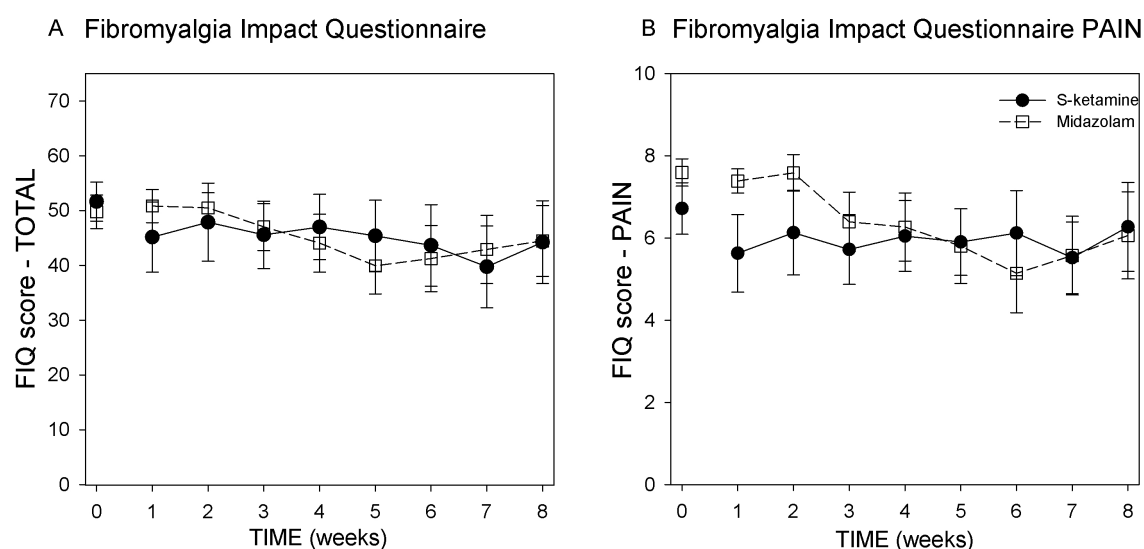 A Fibromyalgia Impact Questionnaire
FIQ score - TOTAL
70
60
50
40
30
20
10
0
0 1 2 3 4 5 6 7 8
TIME (weeks)
B Fibromyalgia Impact Questionnaire PAIN
S-ketamine
Midazolam
FIQ score - PAIN
10
8
6
4
2
0
0 1 2 3 4 5 6 7 8
TIME (weeks)